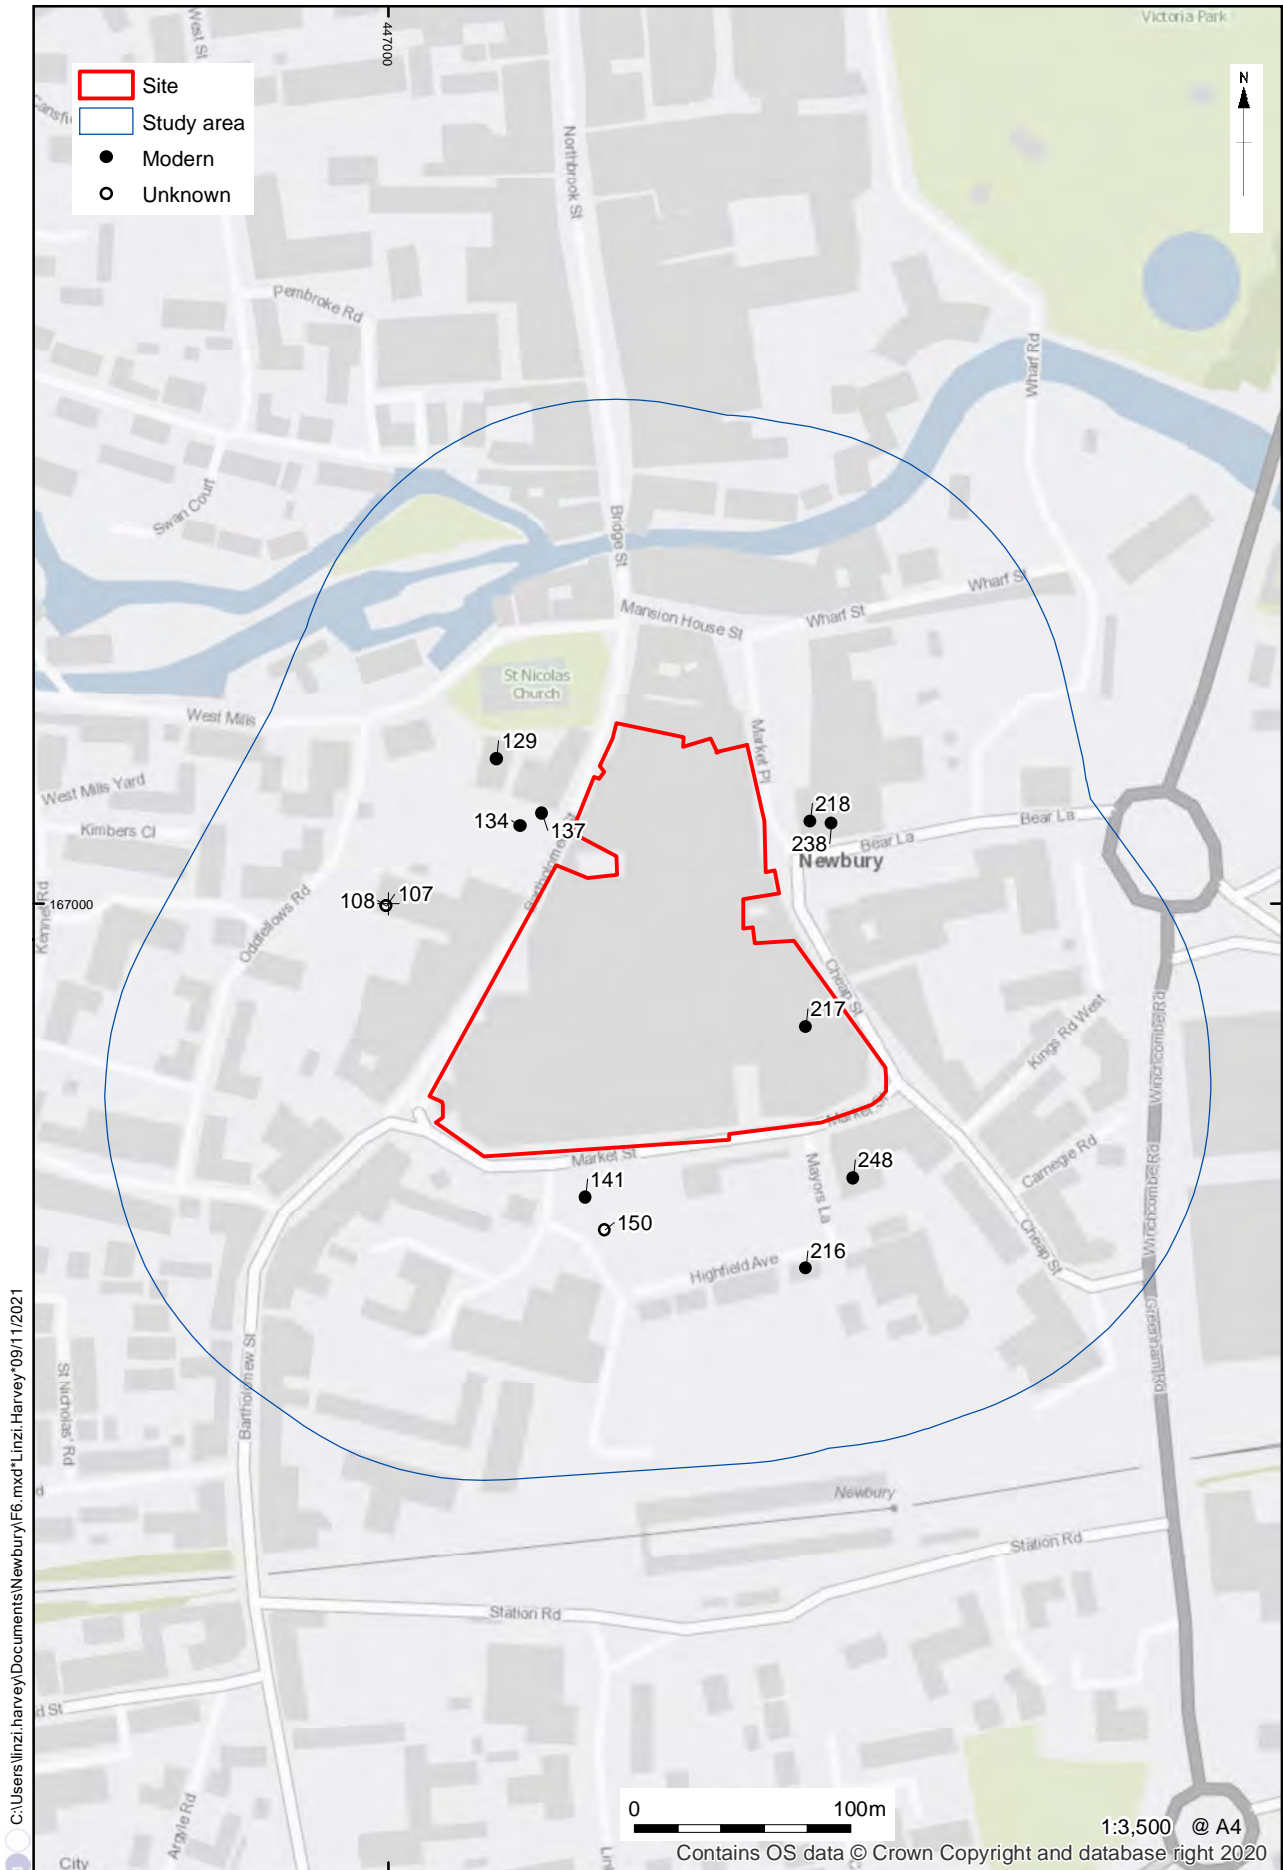 Victoria Park
West St
447000
N
Site
Study area
Modern
Unknown
Northbrook St
Pembroke Rd
Wharf Rd
Swan Court
Bridge St
Wharf St
Mansion House St
Wharf St
St Nicolas
Church
West Mills
Market Pl
129
West Mills Yard
218
134
137
Kimbers Cl
Bear La
238
Bear La
Newbury
108
107
167000
Oddfellows Rd
Cheap St
217
Kings Rd West
Winchcombe Rd
Market St
Market St
248
Mayors La
Carnegie Rd
141
150
Winchcombe Rd
Cheap St
216
Highfield Ave
Greenham Rd
Bartholomew St
St Nicholas' Rd
Newbury
Station Rd
Station Rd
d St
Argyle Rd
City
0 100m
1:3,500 @ A4
Contains OS data © Crown Copyright and database right 2020
C:\Users\linzi.harvey\Documents\Newbury\F6.mxd*Linzi.Harvey*09/11/2021